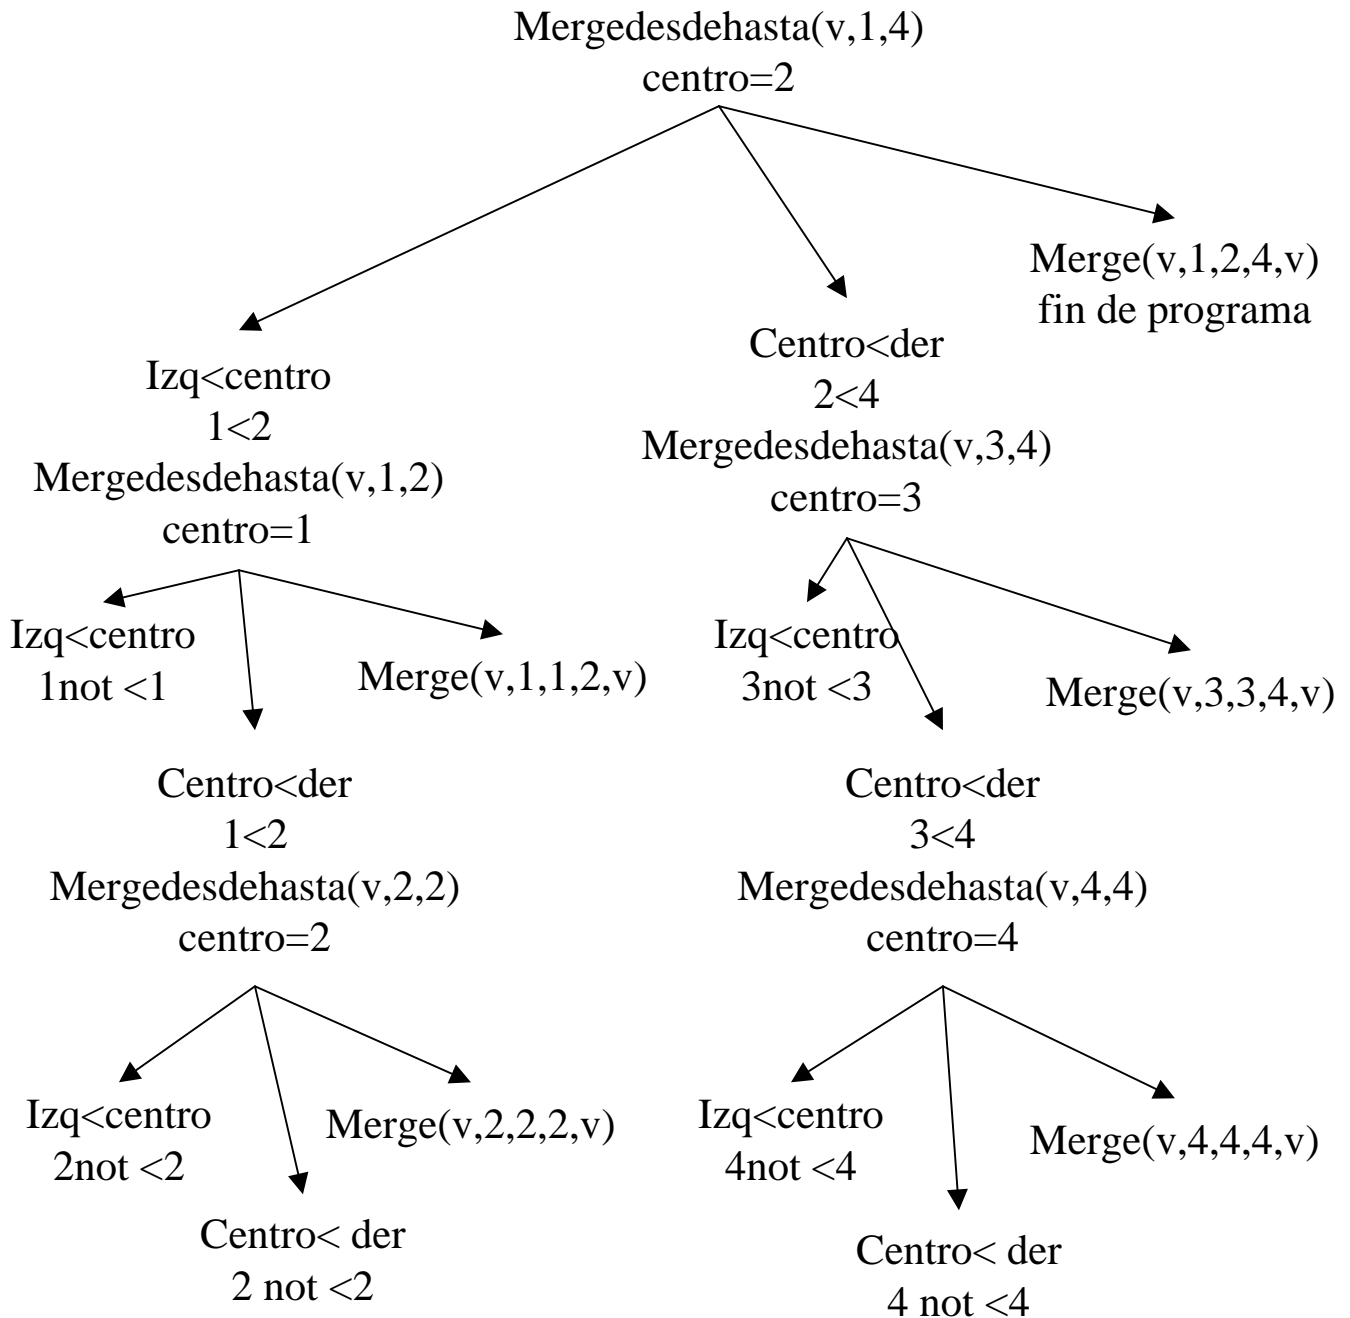 Mergedesdehasta(v,1,4)
centro=2
Merge(v,1,2,4,v)
fin de programa
Izq<centro
1<2
Mergedesdehasta(v,1,2)
centro=1
Centro<der
2<4
Mergedesdehasta(v,3,4)
centro=3
Izq<centro
1not <1
Merge(v,1,1,2,v)
Izq<centro
3not <3
Merge(v,3,3,4,v)
Centro<der
1<2
Mergedesdehasta(v,2,2)
centro=2
Centro<der
3<4
Mergedesdehasta(v,4,4)
centro=4
Izq<centro
2not <2
Merge(v,2,2,2,v)
Izq<centro
4not <4
Merge(v,4,4,4,v)
Centro< der
2 not <2
Centro< der
4 not <4